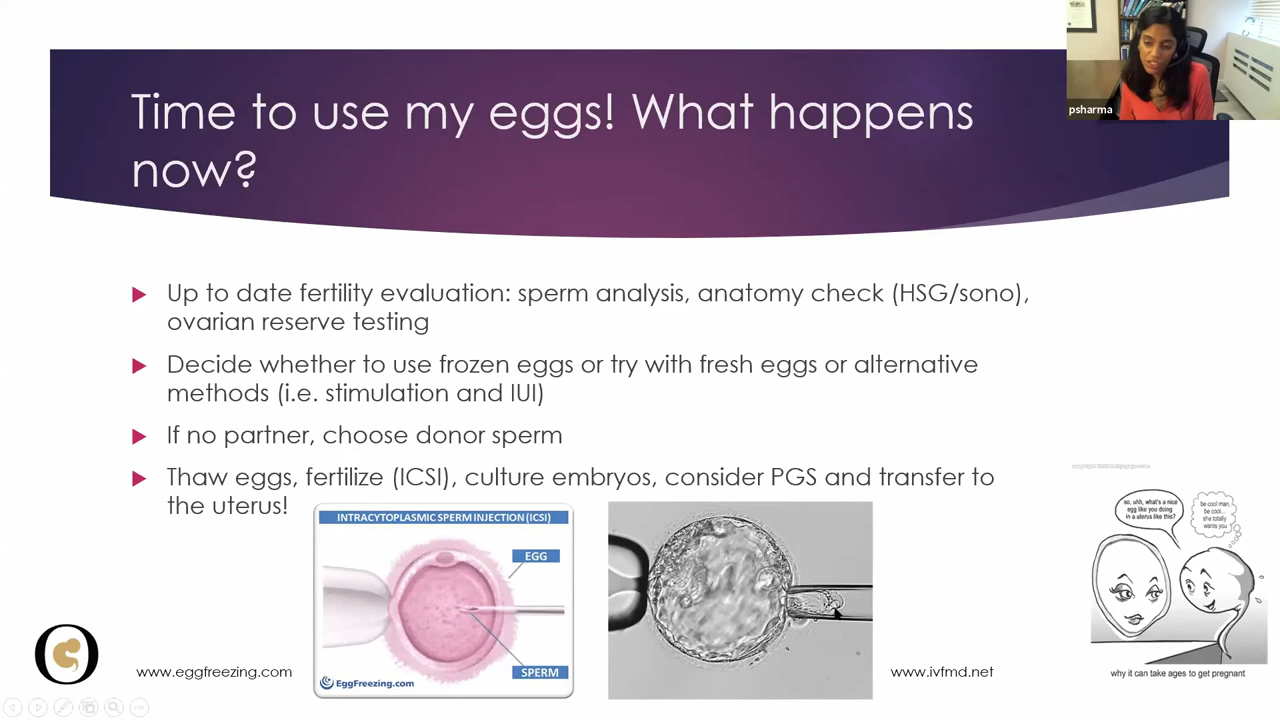 Time to use my eggs! What happens
now?
psharma
Up to date fertility evaluation: sperm analysis, anatomy check (HSG/sono),
ovarian reserve testing
Decide whether to use frozen eggs or try with fresh eggs or alternative
methods (i.e. stimulation and IUI)
If no partner, choose donor sperm
Thaw eggs, fertilize (ICSI), culture embryos, consider PGS and transfer to
the uterus!
INTRACYTOPLASMIC SPERM INJECTION (ICSI)
EGG
SPERM
EggFreezing.com
so, uhh, what's a nice
egg like you doing
in a uterus like this?
be cool man,
be cool...
she totally
wants you
why it can take ages to get pregnant
www.eggfreezing.com
www.ivfmd.net